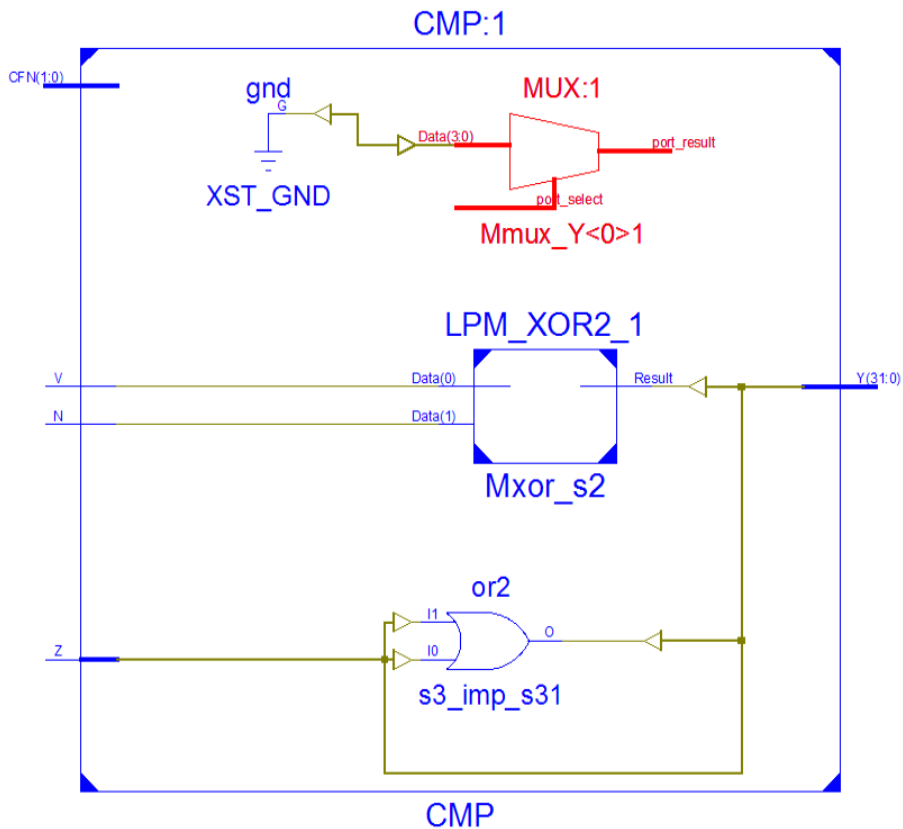 CMP:1
CFN(1:0)
gnd
G
XST_GND
MUX:1
Data(3:0)
port_result
port_select
Mmux_Y<0>1
LPM_XOR2_1
V
Data(0)
Result
Y(31:0)
N
Data(1)
Mxor_s2
or2
I1
O
Z
I0
s3_imp_s31
CMP